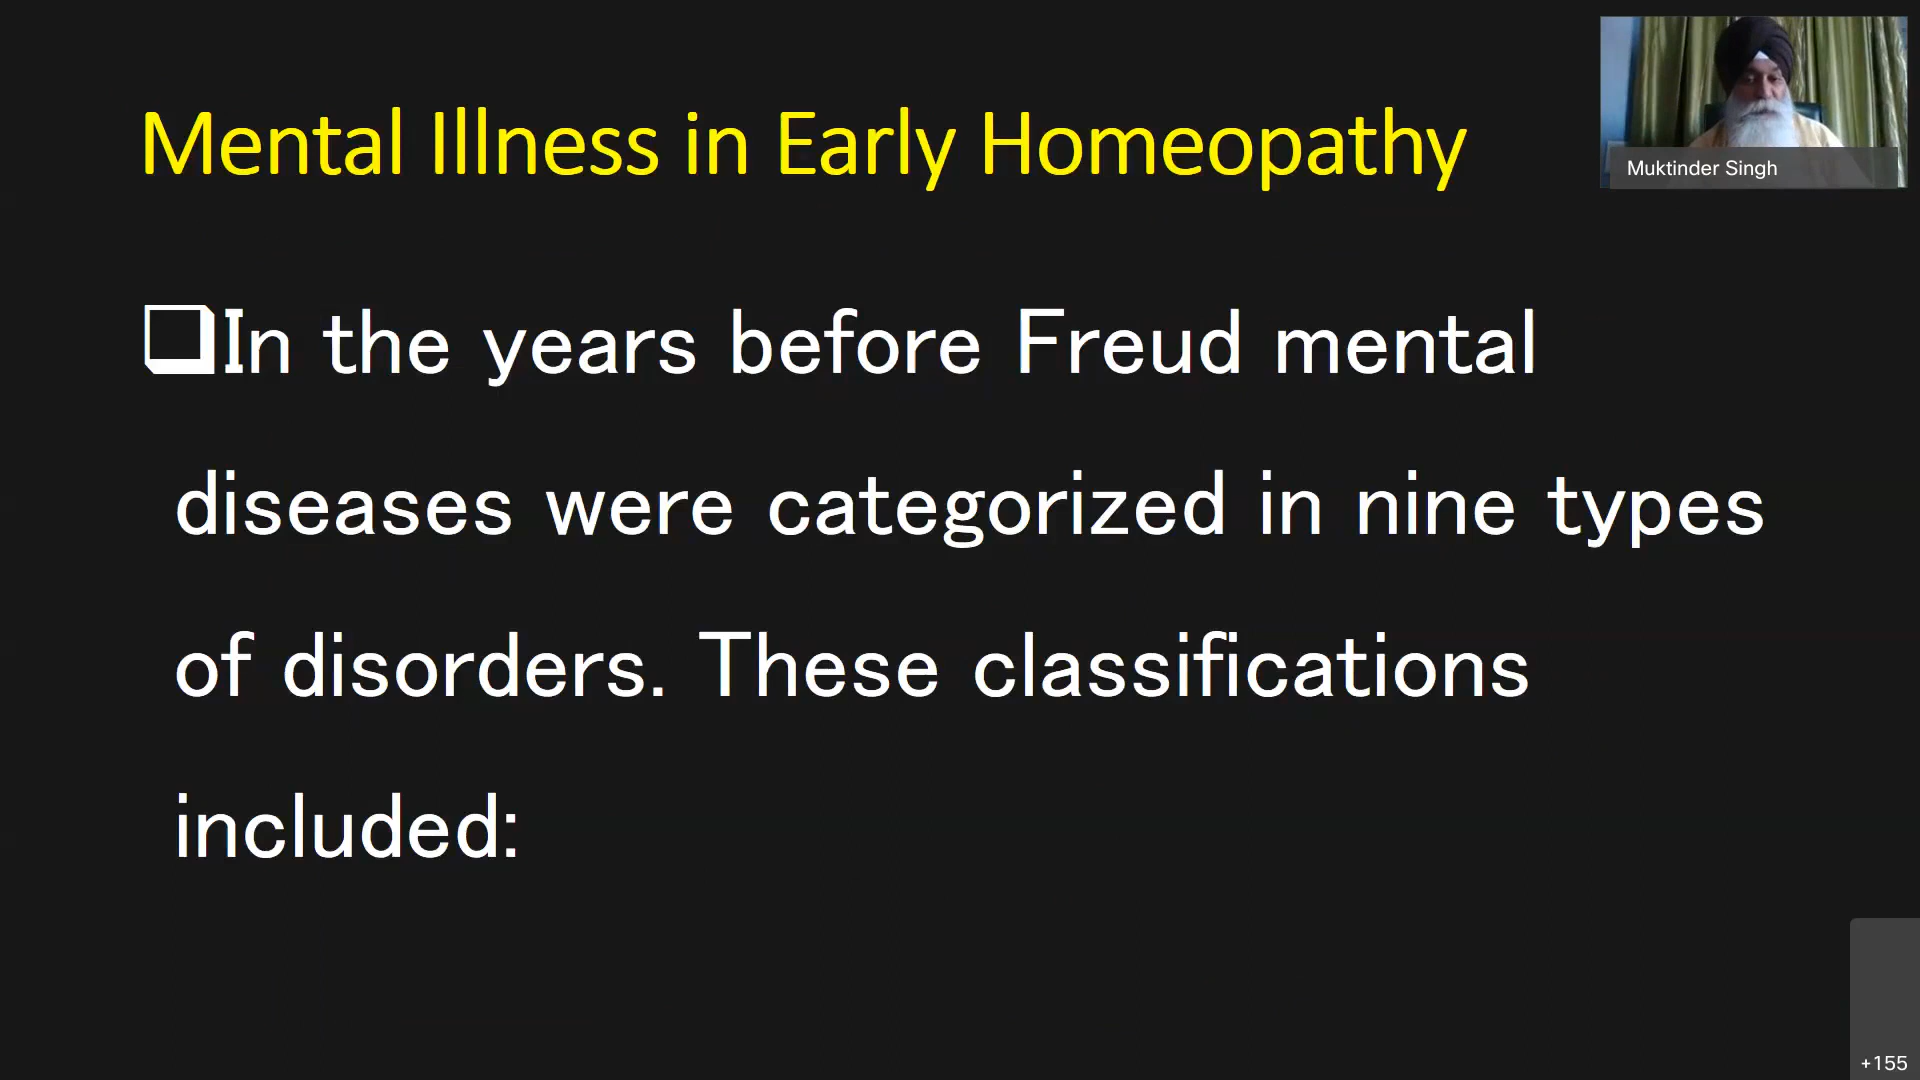 Mental Illness in Early Homeopathy
Muktinder Singh
❑In the years before Freud mental
diseases were categorized in nine types
of disorders. These classifications
included:
+155